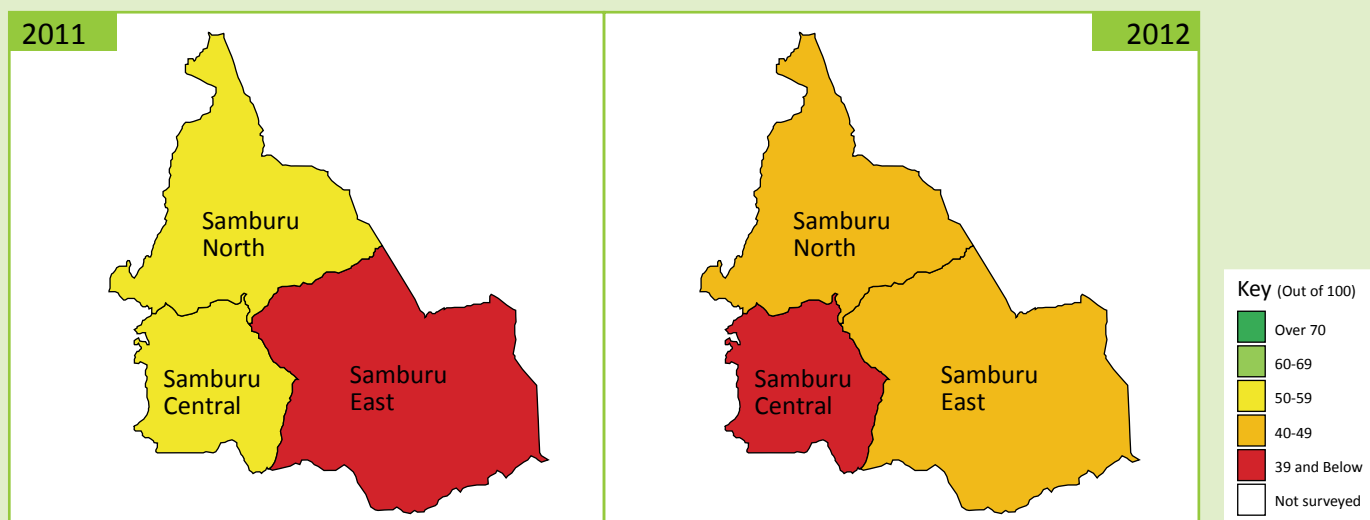 2011
Samburu
North
Samburu
Central
Samburu
East
2012
Samburu
North
Samburu
Central
Samburu
East
Key (Out of 100)
Over 70
60-69
50-59
40-49
39 and Below
Not surveyed